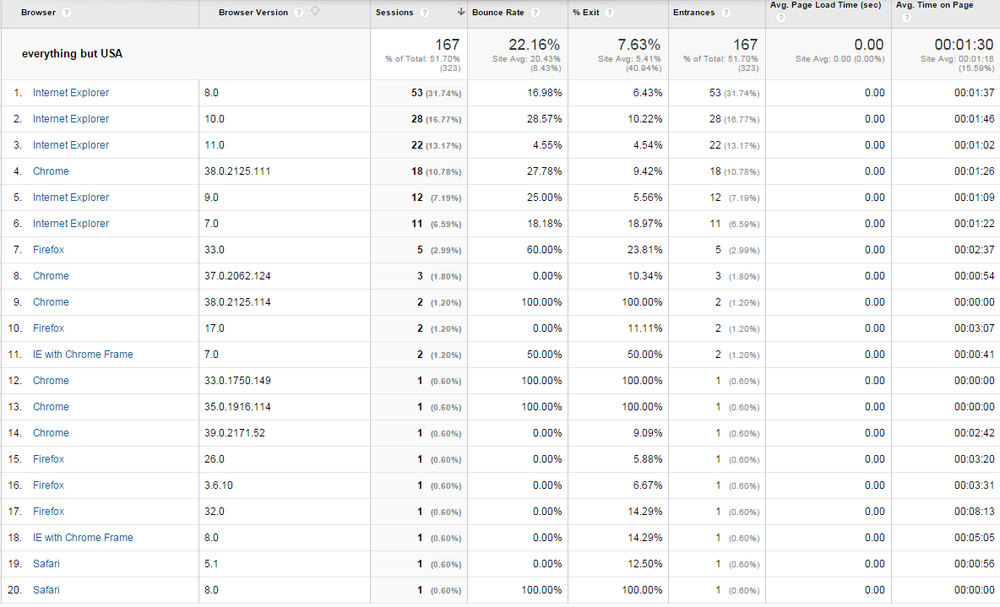 Browser ? Browser Version ? Sessions ? Bounce Rate ? % Exit ? Entrances ? Avg. Page Load Time (sec) ? Avg. Time on Page ?
everything but USA 167 22.16% 7.63% 167 0.00 00:01:30
% of Total: 51.70% Site Avg: 20.43% Site Avg: 5.41% % of Total: 51.70% Site Avg: 0.00 (0.00%) Site Avg: 00:01:18
(323) (8.43%) (40.94%) (323) (15.59%)
1. Internet Explorer 8.0 53 (31.74%) 16.98% 6.43% 53 (31.74%) 0.00 00:01:37
2. Internet Explorer 10.0 28 (16.77%) 28.57% 10.22% 28 (16.77%) 0.00 00:01:46
3. Internet Explorer 11.0 22 (13.17%) 4.55% 4.54% 22 (13.17%) 0.00 00:01:02
4. Chrome 38.0.2125.111 18 (10.78%) 27.78% 9.42% 18 (10.78%) 0.00 00:01:26
5. Internet Explorer 9.0 12 (7.19%) 25.00% 5.56% 12 (7.19%) 0.00 00:01:09
6. Internet Explorer 7.0 11 (6.59%) 18.18% 18.97% 11 (6.59%) 0.00 00:01:22
7. Firefox 33.0 5 (2.99%) 60.00% 23.81% 5 (2.99%) 0.00 00:02:37
8. Chrome 37.0.2062.124 3 (1.80%) 0.00% 10.34% 3 (1.80%) 0.00 00:00:54
9. Chrome 38.0.2125.114 2 (1.20%) 100.00% 100.00% 2 (1.20%) 0.00 00:00:00
10. Firefox 17.0 2 (1.20%) 0.00% 11.11% 2 (1.20%) 0.00 00:03:07
11. IE with Chrome Frame 7.0 2 (1.20%) 50.00% 50.00% 2 (1.20%) 0.00 00:00:41
12. Chrome 33.0.1750.149 1 (0.60%) 100.00% 100.00% 1 (0.60%) 0.00 00:00:00
13. Chrome 35.0.1916.114 1 (0.60%) 100.00% 100.00% 1 (0.60%) 0.00 00:00:00
14. Chrome 39.0.2171.52 1 (0.60%) 0.00% 9.09% 1 (0.60%) 0.00 00:02:42
15. Firefox 26.0 1 (0.60%) 0.00% 5.88% 1 (0.60%) 0.00 00:03:20
16. Firefox 3.6.10 1 (0.60%) 0.00% 6.67% 1 (0.60%) 0.00 00:03:31
17. Firefox 32.0 1 (0.60%) 0.00% 14.29% 1 (0.60%) 0.00 00:08:13
18. IE with Chrome Frame 8.0 1 (0.60%) 0.00% 14.29% 1 (0.60%) 0.00 00:05:05
19. Safari 5.1 1 (0.60%) 0.00% 12.50% 1 (0.60%) 0.00 00:00:56
20. Safari 8.0 1 (0.60%) 100.00% 100.00% 1 (0.60%) 0.00 00:00:00